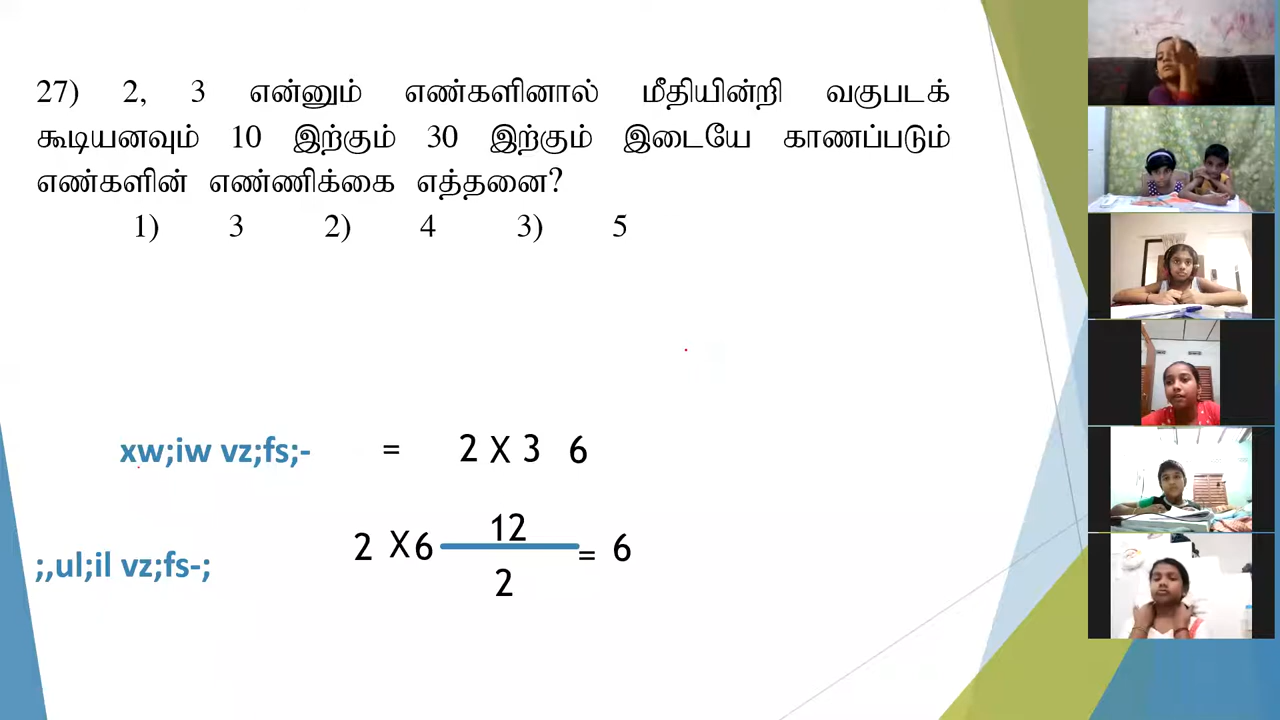 27) 2, 3 என்னும் எண்களினால் மீதியின்றி வகுபடக்
கூடியனவும் 10 இற்கும் 30 இற்கும் இடையே காணப்படும்
எண்களின் எண்ணிக்கை எத்தனை?
1) 3 2) 4 3) 5
xw;iw vz;fs;- = 2 X 3 6
;,ul;il vz;fs-; 2 X 6 12
2 = 6